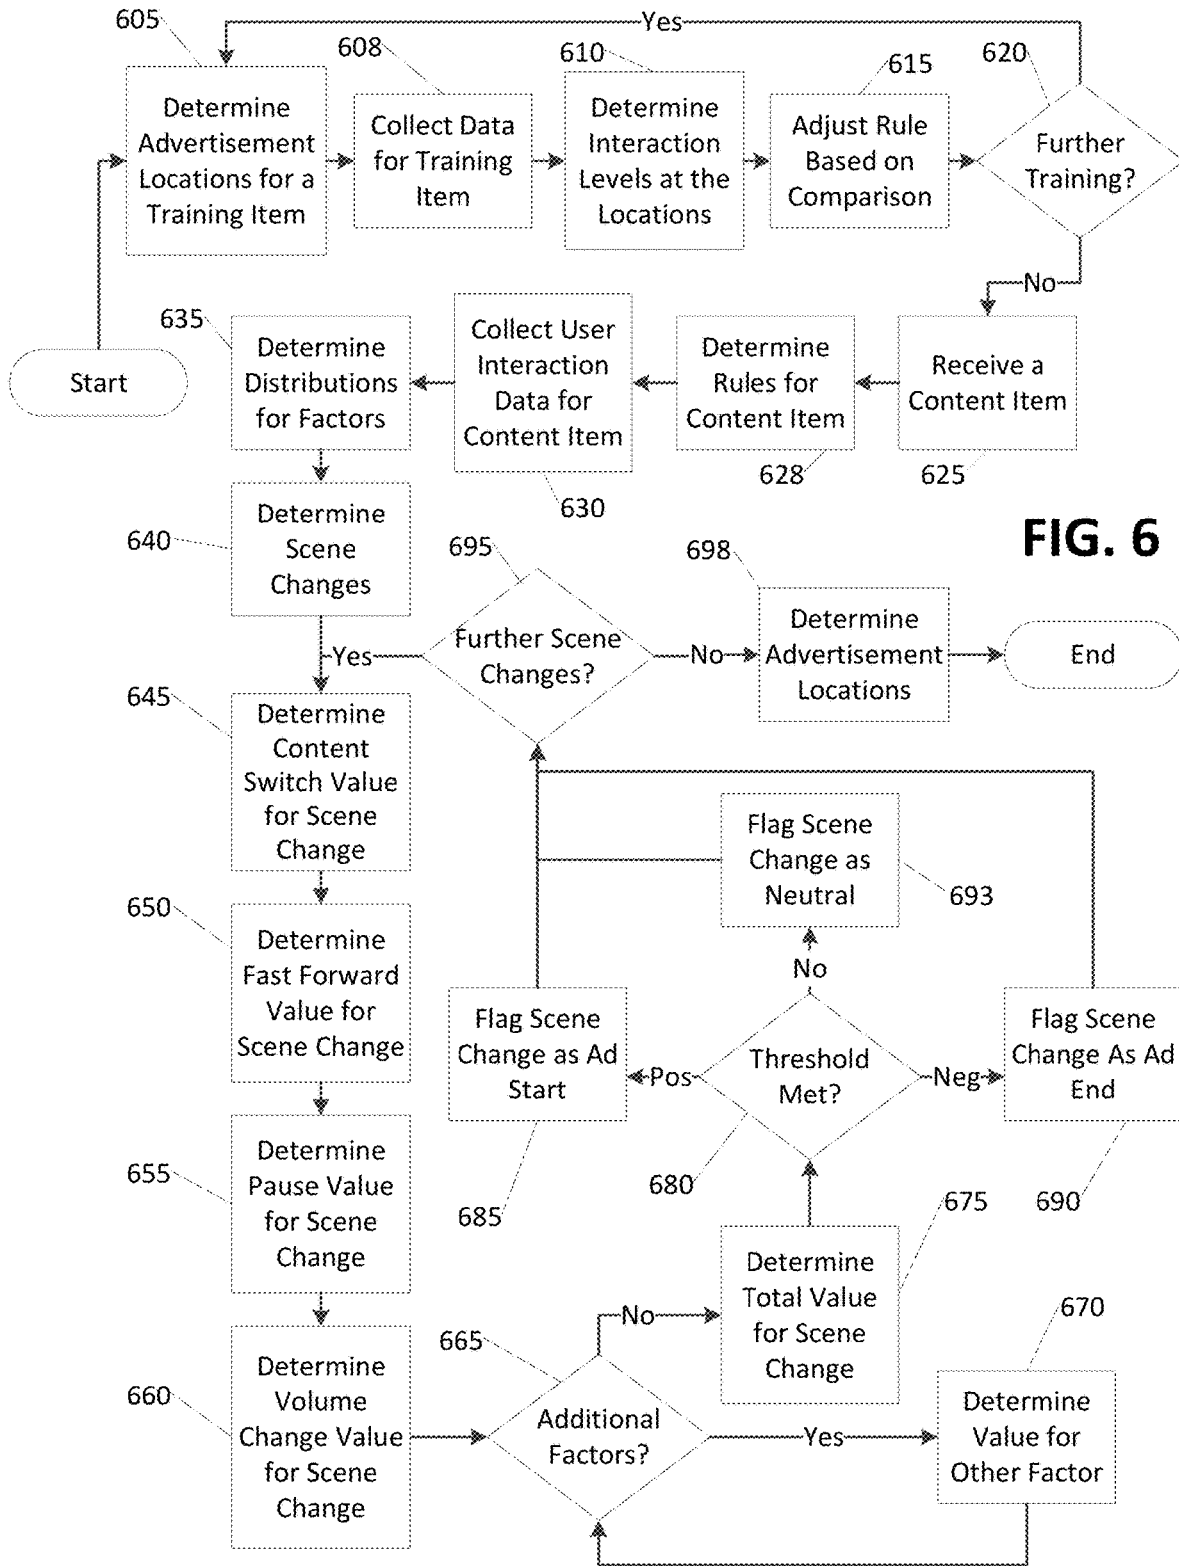 605
Yes
608
610
615
620
Determine
Advertisement
Locations for a
Training Item
Collect Data
for Training
Item
Determine
Interaction
Levels at the
Locations
Adjust Rule
Based on
Comparison
Further
Training?
No
635
Start
Determine
Distributions
for Factors
Collect User
Interaction
Data for
Content Item
Determine
Rules for
Content Item
Receive a
Content Item
630
628
625
FIG. 6
640
Determine
Scene
Changes
695
698
Yes
Further Scene
Changes?
No
Determine
Advertisement
Locations
End
645
Determine
Content
Switch Value
for Scene
Change
Flag Scene
Change as
Neutral
693
650
Determine
Fast Forward
Value for
Scene Change
No
Flag Scene
Change as Ad
Start
Pos
Threshold
Met?
Neg
Flag Scene
Change As Ad
End
655
Determine
Pause Value
for Scene
Change
685
680
675
690
Determine
Total Value
for Scene
Change
No
665
670
660
Determine
Volume
Change Value
for Scene
Change
Additional
Factors?
Yes
Determine
Value for
Other Factor